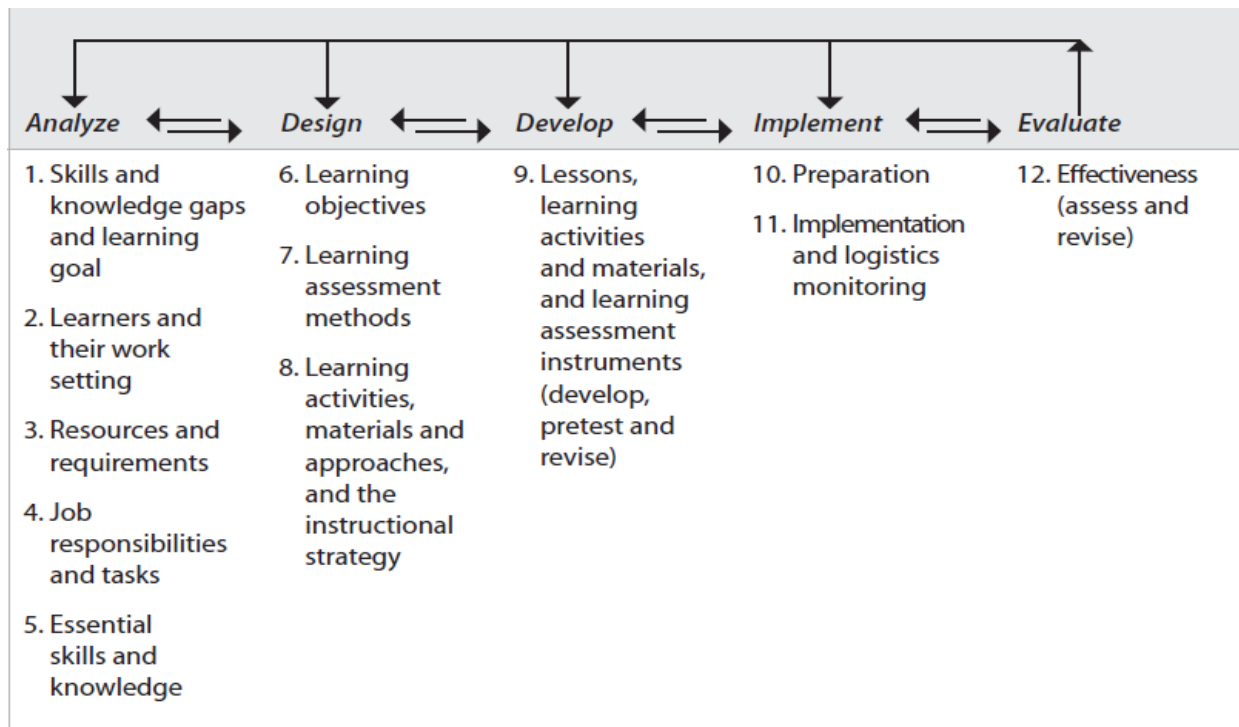 Analyze Design Develop Implement Evaluate
1. Skills and
knowledge gaps
and learning
goal
2. Learners and
their work
setting
3. Resources and
requirements
4. Job
responsibilities
and tasks
5. Essential
skills and
knowledge
6. Learning
objectives
7. Learning
assessment
methods
8. Learning
activities,
materials and
approaches,
and the
instructional
strategy
9. Lessons,
learning
activities
and materials,
and learning
assessment
instruments
(develop,
pretest and
revise)
10. Preparation
11. Implementation
and logistics
monitoring
12. Effectiveness
(assess and
revise)